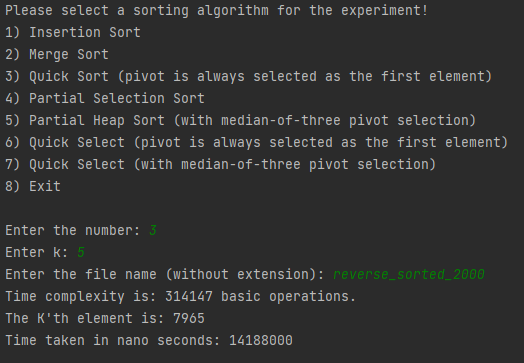 Please select a sorting algorithm for the experiment!
1) Insertion Sort
2) Merge Sort
3) Quick Sort (pivot is always selected as the first element)
4) Partial Selection Sort
5) Partial Heap Sort (with median-of-three pivot selection)
6) Quick Select (pivot is always selected as the first element)
7) Quick Select (with median-of-three pivot selection)
8) Exit
Enter the number: 3
Enter k: 5
Enter the file name (without extension): reverse_sorted_2000
Time complexity is: 314147 basic operations.
The K'th element is: 7965
Time taken in nano seconds: 14188000